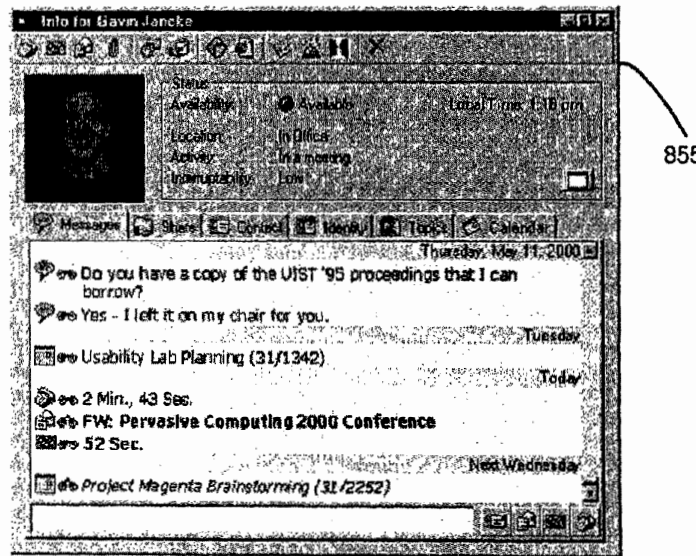 Info for Gavin Jancke
Status
Availability: Available Local Time: 1:18 pm
Location: In Office
Activity: In a meeting
Interruptability: Low
855
Messages Share Contact Identity Topics Calendar
Thursday, May 11, 2000
Do you have a copy of the UIST '95 proceedings that I can
borrow?
Yes - I left it on my chair for you.
Tuesday
Usability Lab Planning (31/1342)
Today
2 Min., 43 Sec.
FW: Pervasive Computing 2000 Conference
52 Sec.
Next Wednesday
Project Magenta Brainstorming (31/2252)